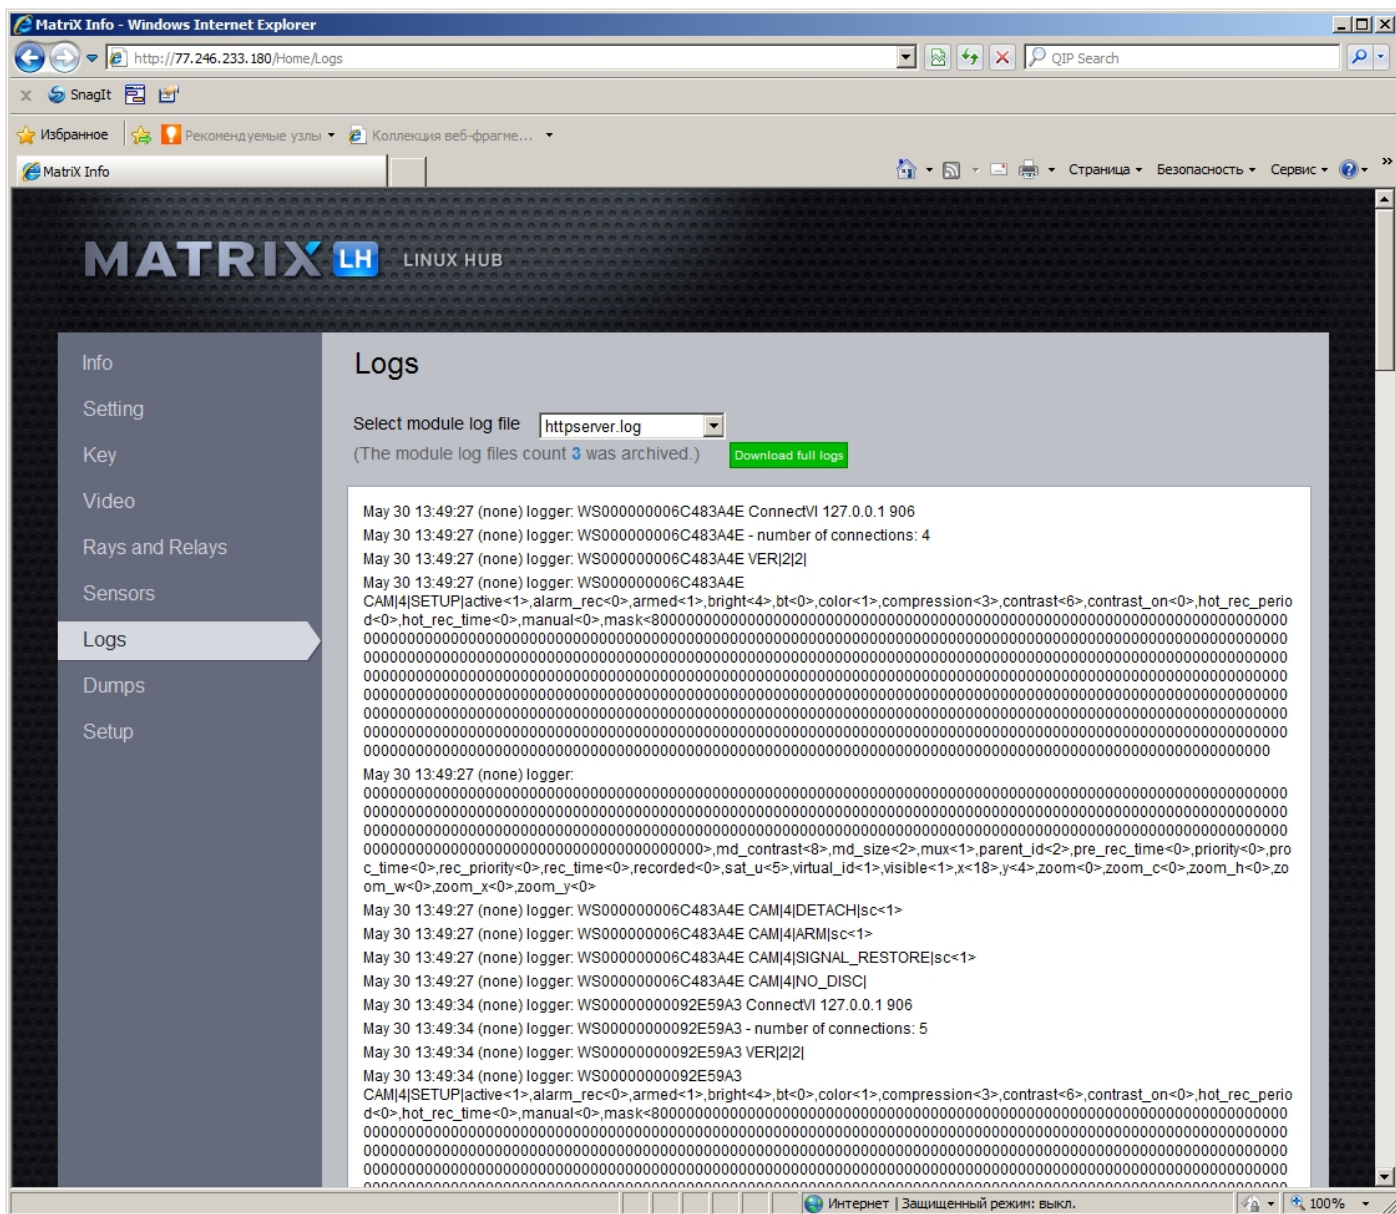 MatriX Info - Windows Internet Explorer
http://77.246.233.180/Home/Logs
QIP Search
x SnagIt
Избранное Рекомендуемые узлы Коллекция веб-фрагме...
MatriX Info
Страница Безопасность Сервис »
MATRIX LH LINUX HUB
Info
Setting
Key
Video
Rays and Relays
Sensors
Logs
Dumps
Setup
Logs
Select module log file httpserver.log
(The module log files count 3 was archived.) Download full logs
May 30 13:49:27 (none) logger: WS000000006C483A4E ConnectVI 127.0.0.1 906
May 30 13:49:27 (none) logger: WS000000006C483A4E - number of connections: 4
May 30 13:49:27 (none) logger: WS000000006C483A4E VER|2|2|
May 30 13:49:27 (none) logger: WS000000006C483A4E
CAM|4|SETUP|active<1>,alarm_rec<0>,armed<1>,bright<4>,bt<0>,color<1>,compression<3>,contrast<6>,contrast_on<0>,hot_rec_perio
d<0>,hot_rec_time<0>,manual<0>,mask<
May 30 13:49:27 (none) logger:
>,md_contrast<8>,md_size<2>,mux<1>,parent_id<2>,pre_rec_time<0>,priority<0>,pro
c_time<0>,rec_priority<0>,rec_time<0>,recorded<0>,sat_u<5>,virtual_id<1>,visible<1>,x<18>,y<4>,zoom<0>,zoom_c<0>,zoom_h<0>,zo
om_w<0>,zoom_x<0>,zoom_y<0>
May 30 13:49:27 (none) logger: WS000000006C483A4E CAM|4|DETACH|sc<1>
May 30 13:49:27 (none) logger: WS000000006C483A4E CAM|4|ARM|sc<1>
May 30 13:49:27 (none) logger: WS000000006C483A4E CAM|4|SIGNAL_RESTORE|sc<1>
May 30 13:49:27 (none) logger: WS000000006C483A4E CAM|4|NO_DISC|
May 30 13:49:34 (none) logger: WS00000000092E59A3 ConnectVI 127.0.0.1 906
May 30 13:49:34 (none) logger: WS00000000092E59A3 - number of connections: 5
May 30 13:49:34 (none) logger: WS00000000092E59A3 VER|2|2|
May 30 13:49:34 (none) logger: WS00000000092E59A3
CAM|4|SETUP|active<1>,alarm_rec<0>,armed<1>,bright<4>,bt<0>,color<1>,compression<3>,contrast<6>,contrast_on<0>,hot_rec_perio
d<0>,hot_rec_time<0>,manual<0>,mask<
Интернет | Защищенный режим: выкл.
100%